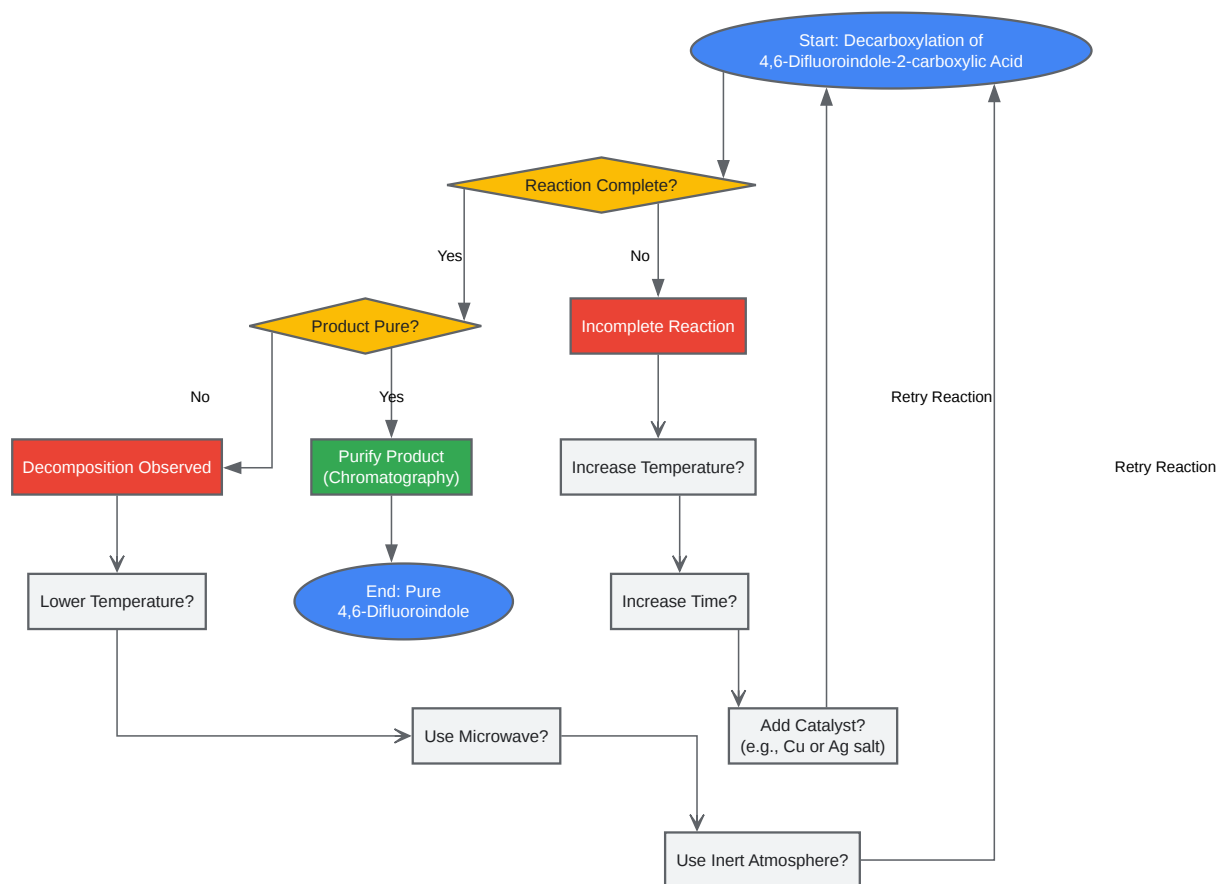 Start: Decarboxylation of
4,6-Difluoroindole-2-carboxylic Acid
Reaction Complete?
Yes
No
Product Pure?
Incomplete Reaction
No
Yes
Retry Reaction
Decomposition Observed
Purify Product
(Chromatography)
Increase Temperature?
Retry Reaction
Lower Temperature?
End: Pure
4,6-Difluoroindole
Increase Time?
Use Microwave?
Add Catalyst?
(e.g., Cu or Ag salt)
Use Inert Atmosphere?